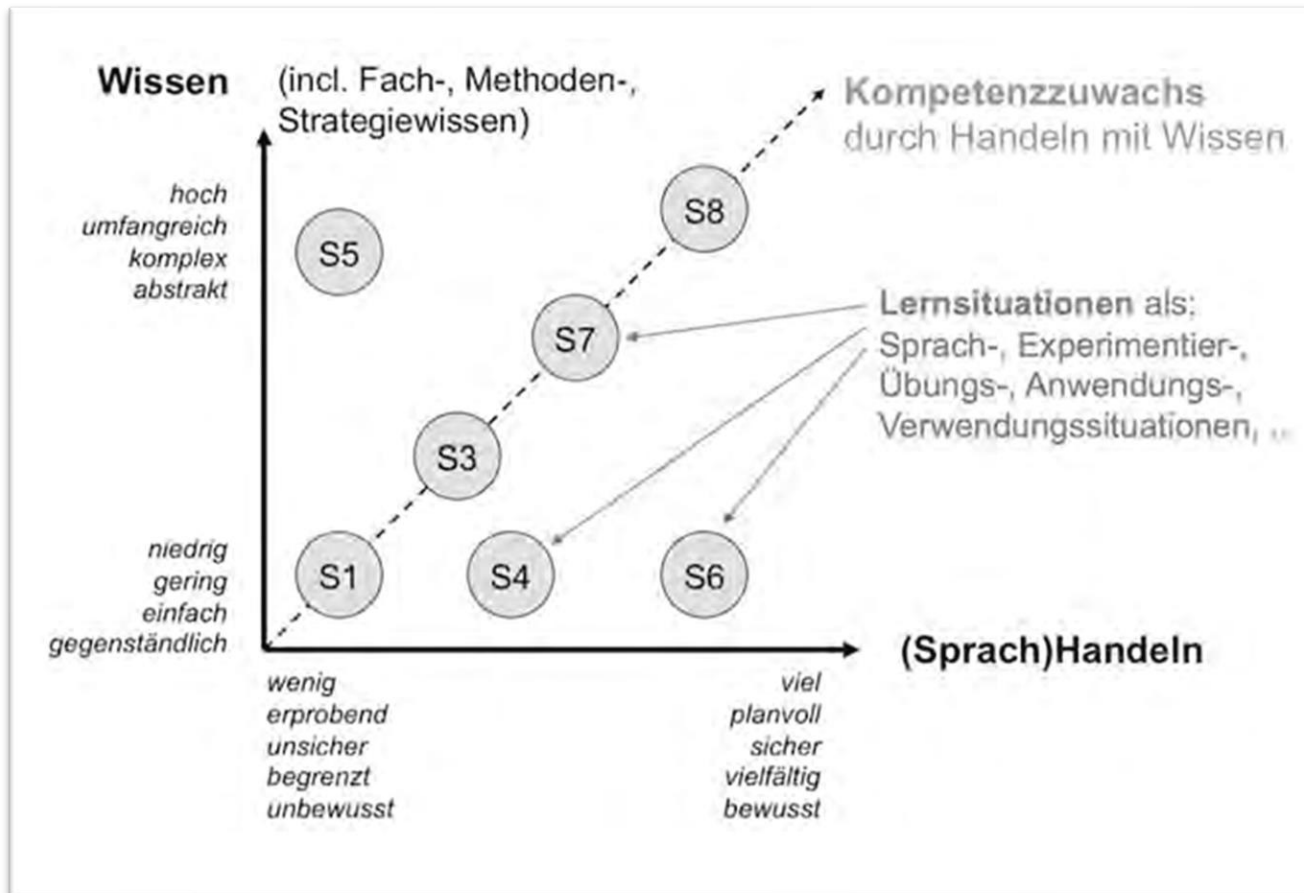 Wissen (incl. Fach-, Methoden-,
Strategiewissen)
Kompetenzzuwachs
durch Handeln mit Wissen
hoch
umfangreich
komplex
abstrakt
S8
S5
S7
Lernsituationen als:
Sprach-, Experimentier-,
Übungs-, Anwendungs-,
Verwendungssituationen, ...
S3
niedrig
gering
einfach
gegenständlich
S1
S4
S6
(Sprach)Handeln
wenig
erprobend
unsicher
begrenzt
unbewusst
viel
planvoll
sicher
vielfältig
bewusst